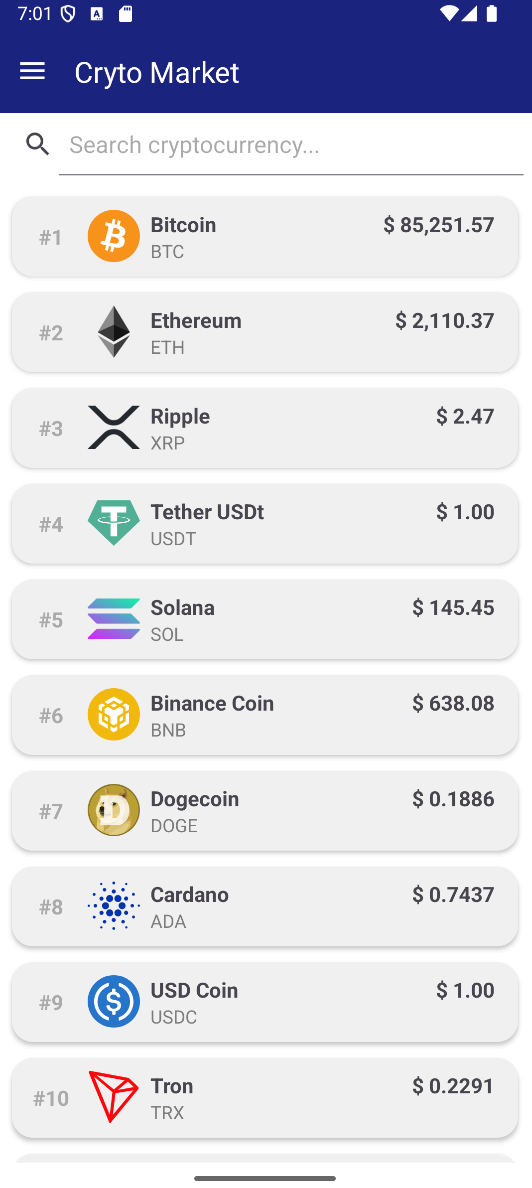 7:01
Cryto Market
Search cryptocurrency...
#1
Bitcoin
$ 85,251.57
BTC
#2
Ethereum
$ 2,110.37
ETH
#3
Ripple
$ 2.47
XRP
#4
Tether USDt
$ 1.00
USDT
#5
Solana
$ 145.45
SOL
#6
Binance Coin
$ 638.08
BNB
#7
Dogecoin
$ 0.1886
DOGE
#8
Cardano
$ 0.7437
ADA
#9
USD Coin
$ 1.00
USDC
#10
Tron
$ 0.2291
TRX